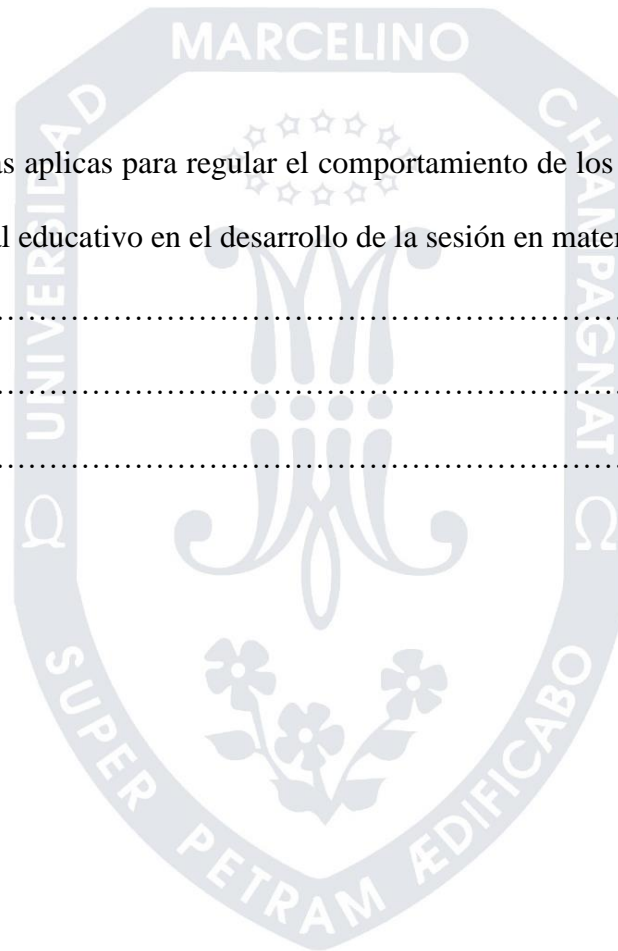 MARCELINO
UNIVERSIDAD
CHAMPAGNAT
as aplicas para regular el comportamiento de los
al educativo en el desarrollo de la sesión en mater
……………………………………………………………
……………………………………………………………
……………………………………………………………
Ω Ω
SUPER PETRAM ÆDIFICABO